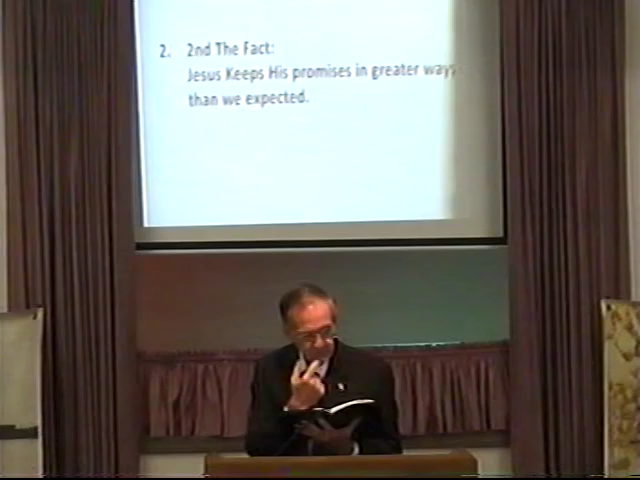 2. 2nd The Fact:
Jesus Keeps His promises in greater ways
than we expected.